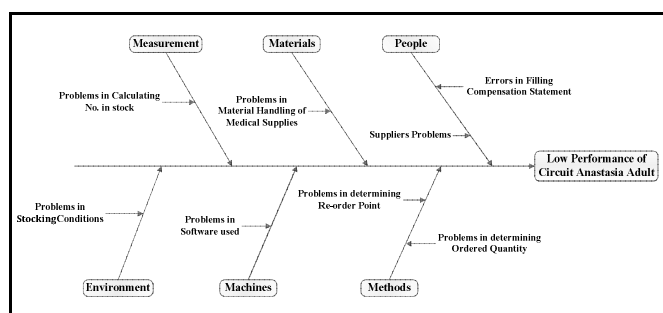 Measurement
Materials
People
Problems in Calculating
No. in stock
Problems in
Material Handling of
Medical Supplies
Errors in Filling
Compensation Statement
Suppliers Problems
Low Performance of
Circuit Anastasia Adult
Problems in
StockingConditions
Problems in
Software used
Problems in determining
Re-order Point
Problems in determining
Ordered Quantity
Environment
Machines
Methods